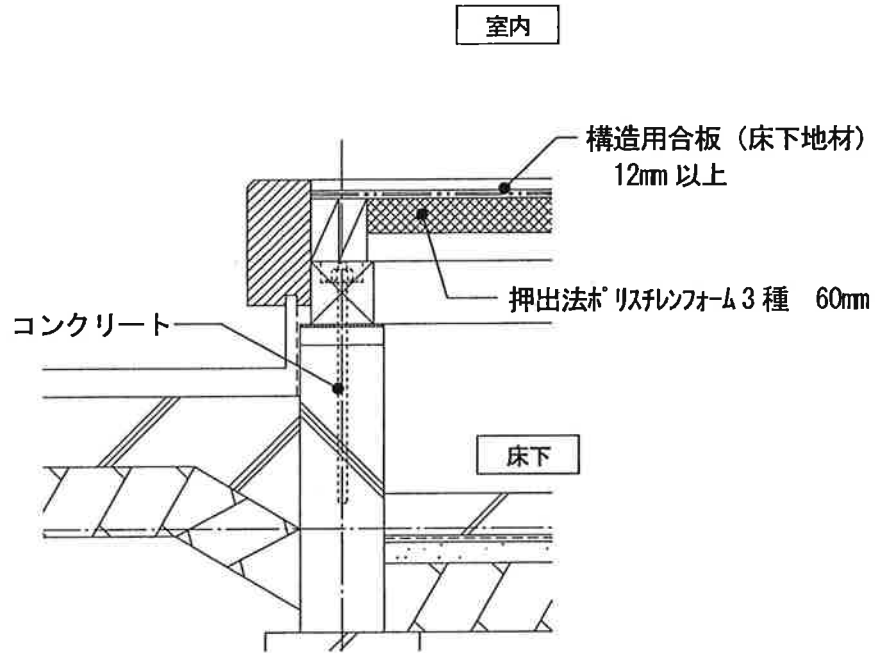 室内
構造用合板（床下地材）
12mm 以上
押出法ﾎﾟﾘｽﾁﾚﾝﾌｫｰﾑ３種　60mm
コンクリート
床下